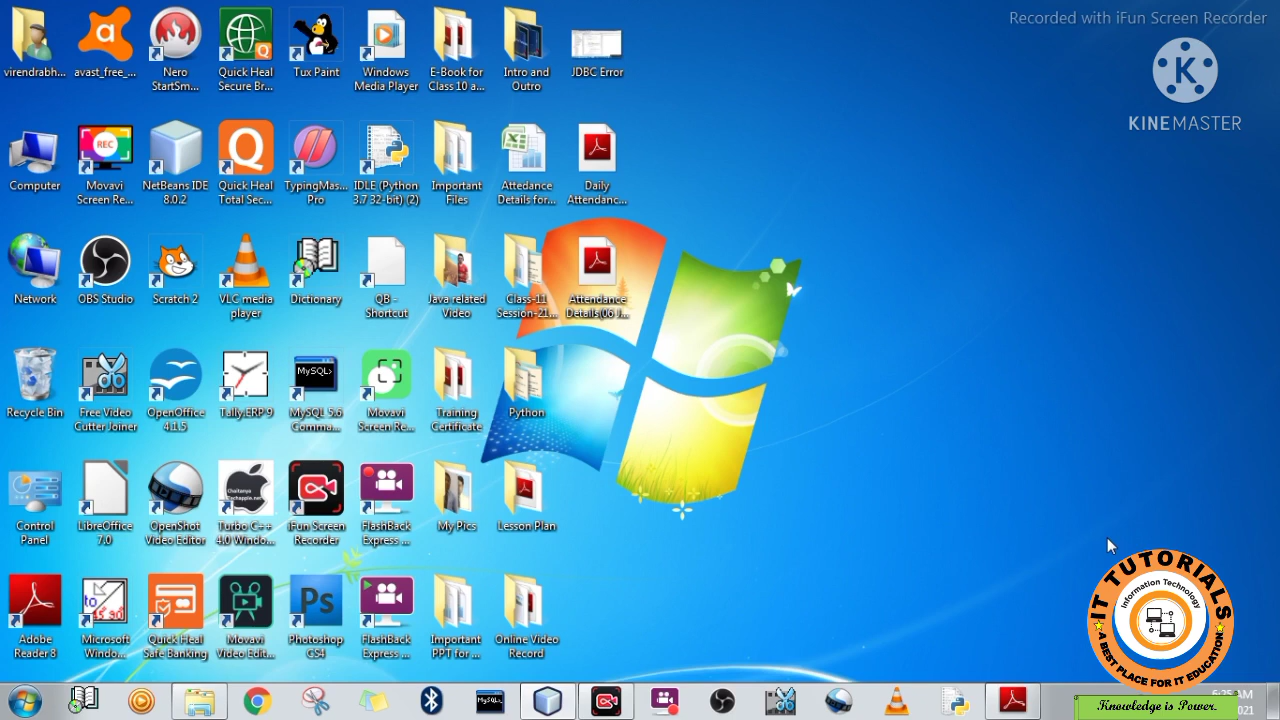 Recorded with iFun Screen Recorder
K
KINEMASTER
virendrabh...
avast_free_...
Nero
StartSm...
Quick Heal
Secure Br...
Tux Paint
Windows
Media Player
E-Book for
Class 10 a...
Intro and
Outro
JDBC Error
Computer
REC
Movavi
Screen Re...
NetBeans IDE
8.0.2
Quick Heal
Total Sec...
TypingMas...
Pro
IDLE (Python
3.7 32-bit) (2)
Important
Files
Attedance
Details for...
Daily
Attendanc...
Network
OBS Studio
Scratch 2
VLC media
player
Dictionary
QB -
Shortcut
Java related
Video
Class-11
Session-21...
Attendance
Recycle Bin
Free Video
Cutter Joiner
OpenOffice
4.1.5
Tally.ERP 9
MySQL>
MySQL 5.6
Comma...
Movavi
Screen Re...
Training
Certificate
Python
Control
Panel
LibreOffice
7.0
OpenShot
Video Editor
Turbo C++
4.0 Windo...
iFun Screen
Recorder
FlashBack
Express ...
My Pics
Lesson Plan
Adobe
Reader 8
Microsoft
Windo...
Quick Heal
Safe Banking
Movavi
Video Edit...
Ps
Photoshop
CS4
FlashBack
Express ...
Important
PPT for ...
Online Video
Record
IT TUTORIALS
Information Technology
A BEST PLACE FOR IT EDUCATION
Knowledge is Power.